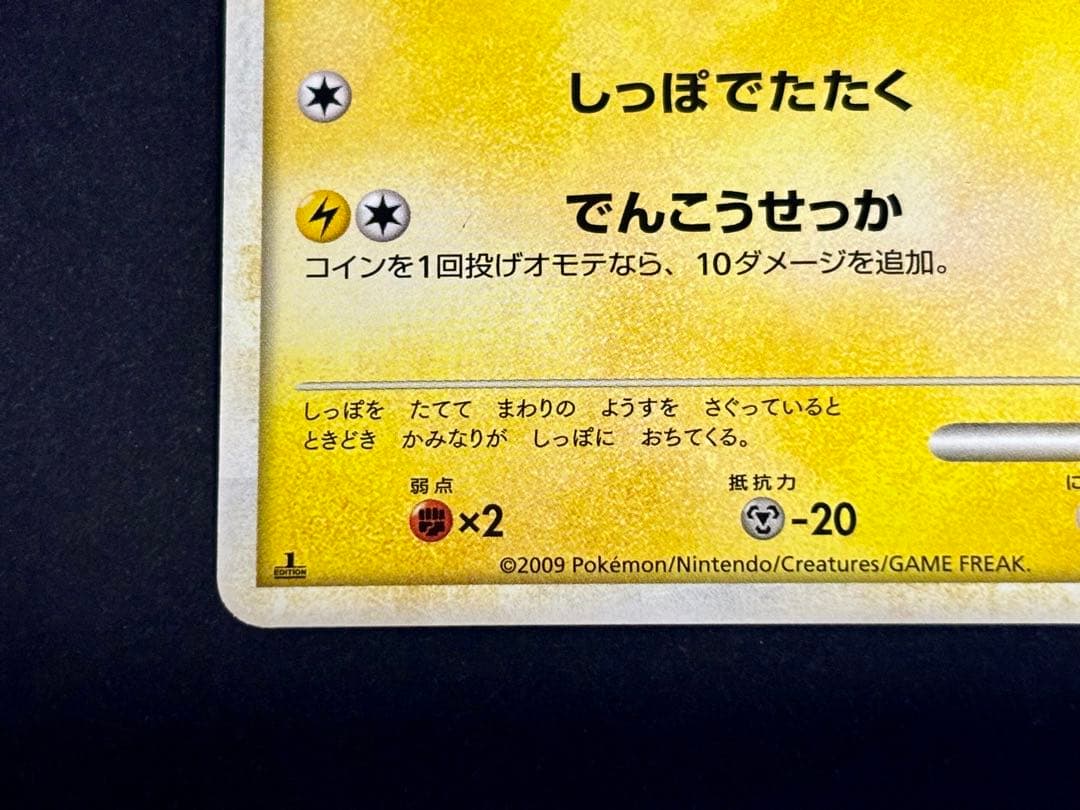 しっぽでたたく
でんこうせっか
コインを1回投げオモテなら、10ダメージを追加。
しっぽを　たてて　まわりの　ようすを　さぐっていると
ときどき　かみなりが　しっぽに　おちてくる。
弱点　抵抗力　に
×2　-20
1 EDITION　©2009 Pokémon/Nintendo/Creatures/GAME FREAK.